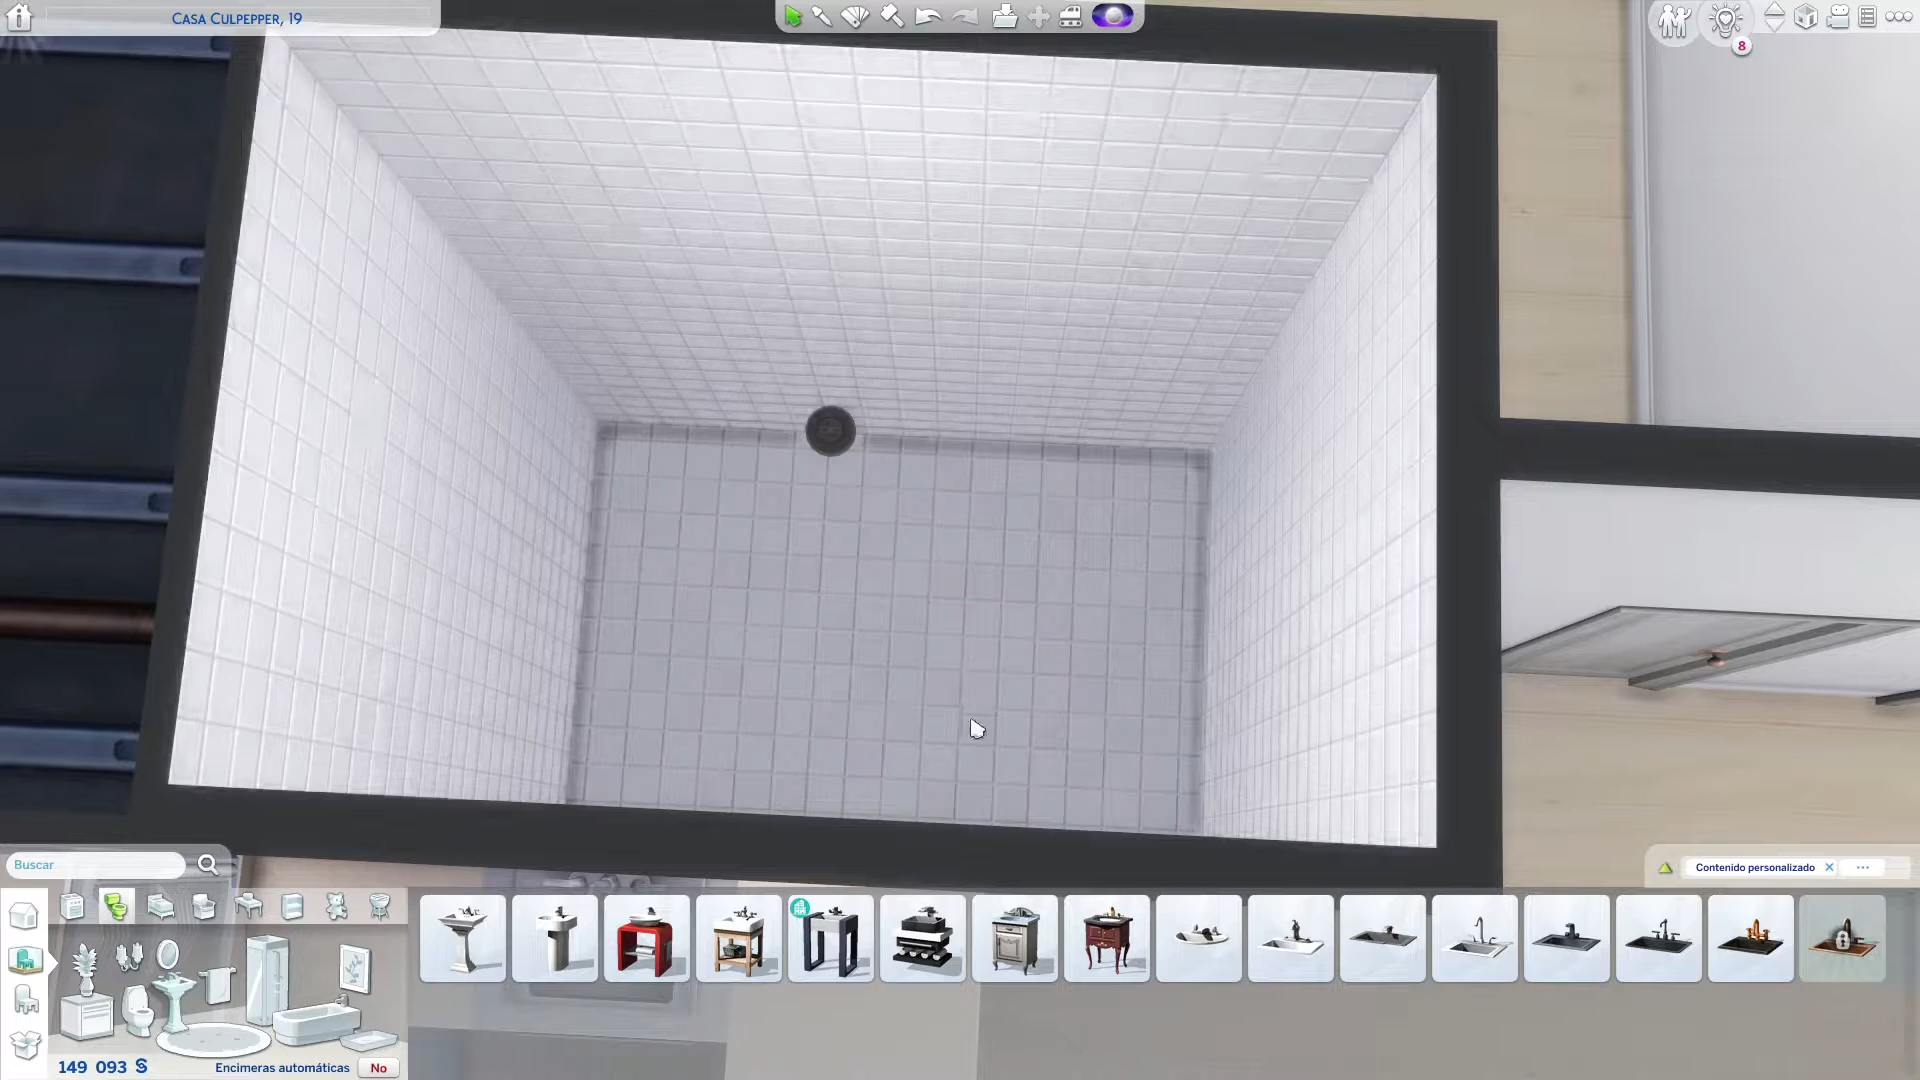 CASA CULPEPPER, 19
8
Buscar
Contenido personalizado
149 093 S
Encimeras automáticas No